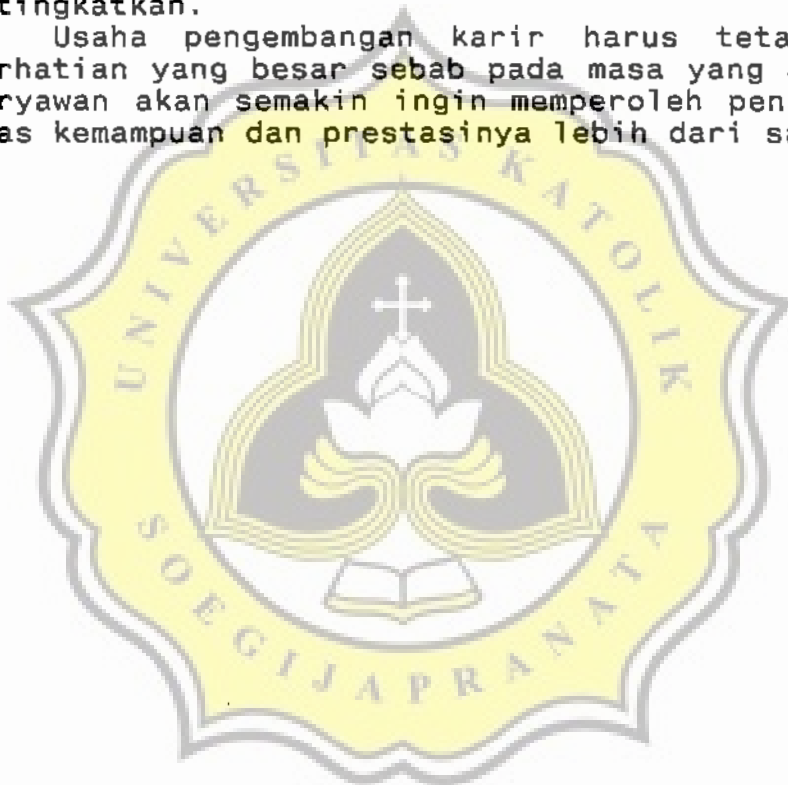 tingkatkan.
Usaha pengembangan karir harus teta
rhatian yang besar sebab pada masa yang
ryawan akan semakin ingin memperoleh pen
as kemampuan dan prestasinya lebih dari sa
UNIVERSITAS KATOLIK
SOEGIJAPRANATA